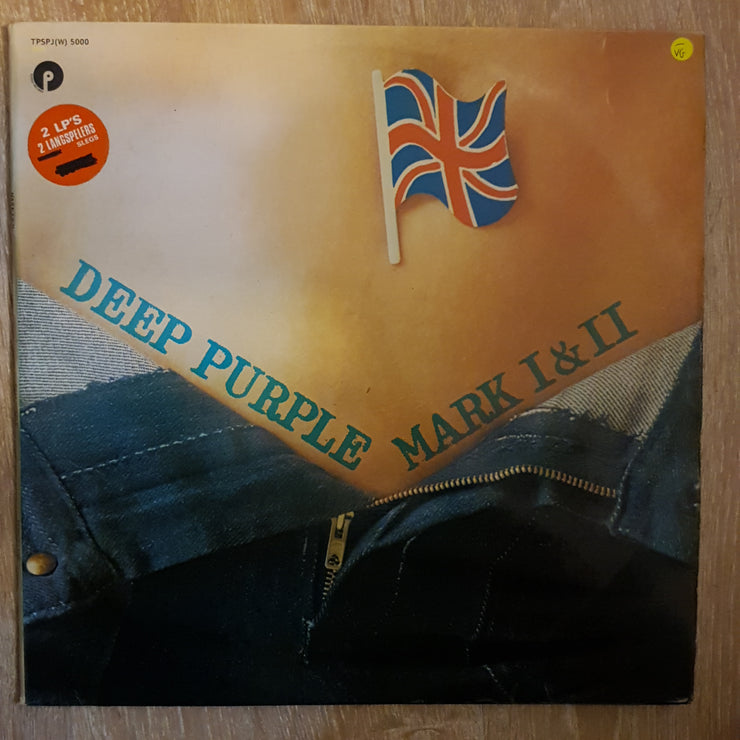 TPSPJ(W) 5000
P
VG
2 LP'S
2 LANGSPELERS
SLEGS
DEEP PURPLE
MARK I & II